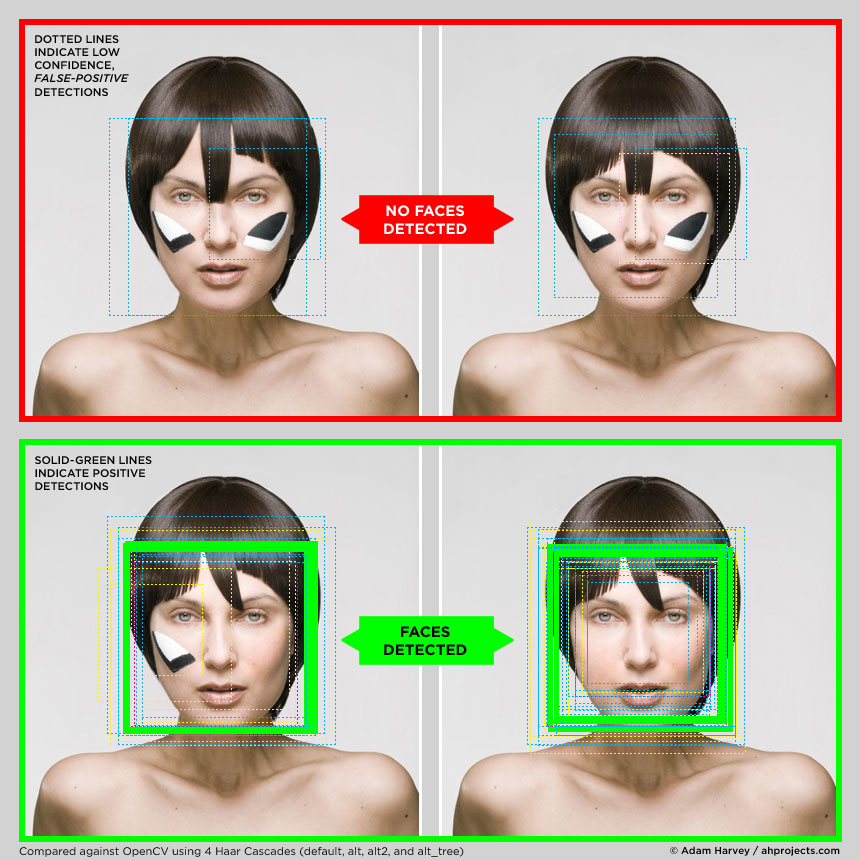 DOTTED LINES
INDICATE LOW
CONFIDENCE,
FALSE-POSITIVE
DETECTIONS
NO FACES
DETECTED
SOLID-GREEN LINES
INDICATE POSITIVE
DETECTIONS
FACES
DETECTED
Compared against OpenCV using 4 Haar Cascades (default, alt, alt2, and alt_tree)
© Adam Harvey / ahprojects.com